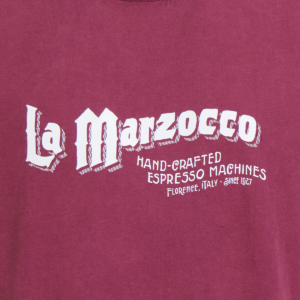 La Marzocco
HAND-CRAFTED
ESPRESSO MACHINES
FLORENCE, ITALY - SINCE 1927